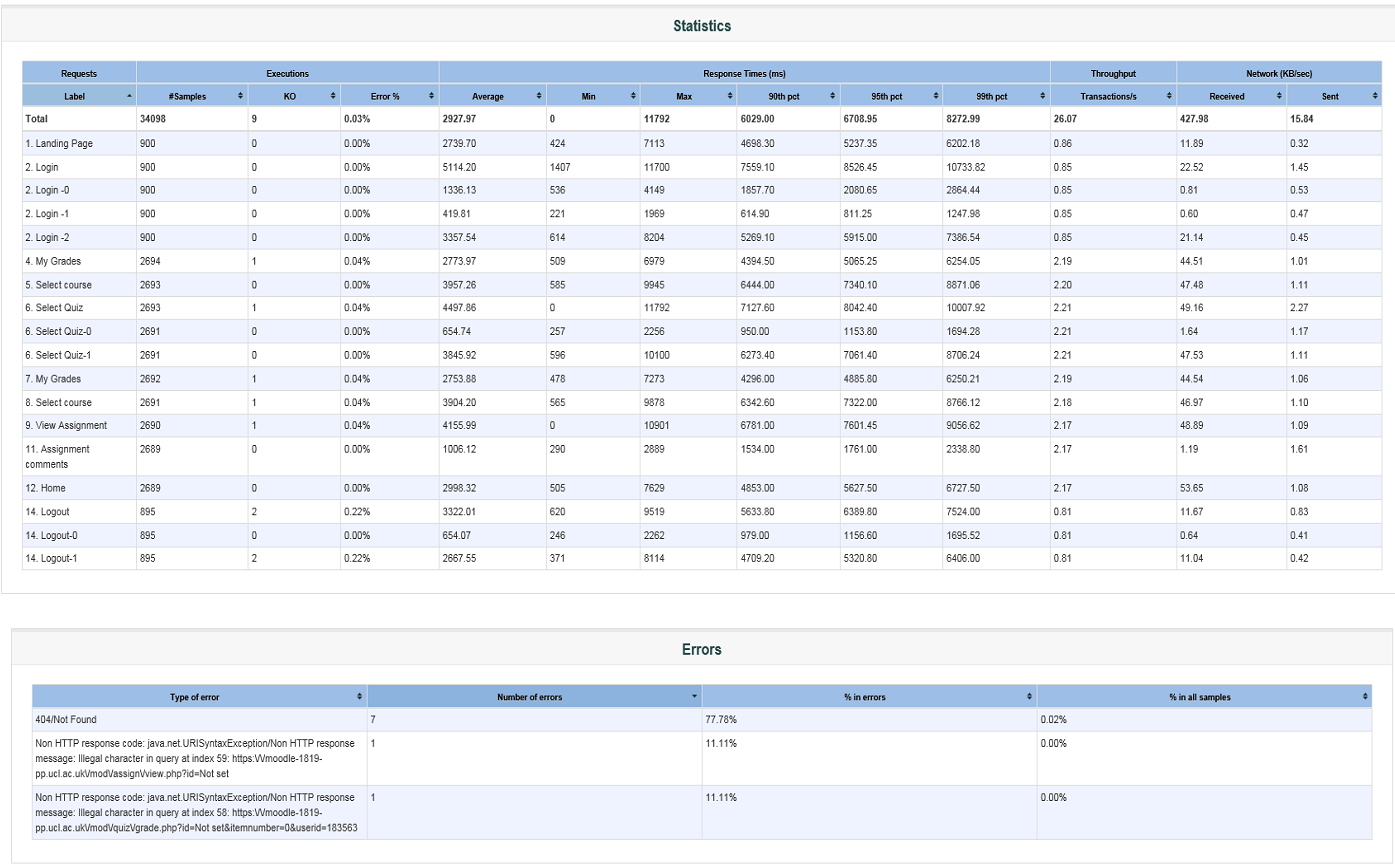 Statistics
Requests Executions Response Times (ms) Throughput Network (KB/sec)
Label #Samples KO Error % Average Min Max 90th pct 95th pct 99th pct Transactions/s Received Sent
Total 34098 9 0.03% 2927.97 0 11792 6029.00 6708.95 8272.99 26.07 427.98 15.84
1. Landing Page 900 0 0.00% 2739.70 424 7113 4698.30 5237.35 6202.18 0.86 11.89 0.32
2. Login 900 0 0.00% 5114.20 1407 11700 7559.10 8526.45 10733.82 0.85 22.52 1.45
2. Login -0 900 0 0.00% 1336.13 536 4149 1857.70 2080.65 2864.44 0.85 0.81 0.53
2. Login -1 900 0 0.00% 419.81 221 1969 614.90 811.25 1247.98 0.85 0.60 0.47
2. Login -2 900 0 0.00% 3357.54 614 8204 5269.10 5915.00 7386.54 0.85 21.14 0.45
4. My Grades 2694 1 0.04% 2773.97 509 6979 4394.50 5065.25 6254.05 2.19 44.51 1.01
5. Select course 2693 0 0.00% 3957.26 585 9945 6444.00 7340.10 8871.06 2.20 47.48 1.11
6. Select Quiz 2693 1 0.04% 4497.86 0 11792 7127.60 8042.40 10007.92 2.21 49.16 2.27
6. Select Quiz-0 2691 0 0.00% 654.74 257 2256 950.00 1153.80 1694.28 2.21 1.64 1.17
6. Select Quiz-1 2691 0 0.00% 3845.92 596 10100 6273.40 7061.40 8706.24 2.21 47.53 1.11
7. My Grades 2692 1 0.04% 2753.88 478 7273 4296.00 4885.80 6250.21 2.19 44.54 1.06
8. Select course 2691 1 0.04% 3904.20 565 9878 6342.60 7322.00 8766.12 2.18 46.97 1.10
9. View Assignment 2690 1 0.04% 4155.99 0 10901 6781.00 7601.45 9056.62 2.17 48.89 1.09
11. Assignment 2689 0 0.00% 1006.12 290 2889 1534.00 1761.00 2338.80 2.17 1.19 1.61
comments
12. Home 2689 0 0.00% 2998.32 505 7629 4853.00 5627.50 6727.50 2.17 53.65 1.08
14. Logout 895 2 0.22% 3322.01 620 9519 5633.80 6389.80 7524.00 0.81 11.67 0.83
14. Logout-0 895 0 0.00% 654.07 246 2262 979.00 1156.60 1695.52 0.81 0.64 0.41
14. Logout-1 895 2 0.22% 2667.55 371 8114 4709.20 5320.80 6406.00 0.81 11.04 0.42
Errors
Type of error Number of errors % in errors % in all samples
404/Not Found 7 77.78% 0.02%
Non HTTP response code: java.net.URISyntaxException/Non HTTP response 1 11.11% 0.00%
message: Illegal character in query at index 59: https:\/\/moodle-1819-
pp.ucl.ac.uk\/mod\/assign\/view.php?id=Not set
Non HTTP response code: java.net.URISyntaxException/Non HTTP response 1 11.11% 0.00%
message: Illegal character in query at index 58: https:\/\/moodle-1819-
pp.ucl.ac.uk\/mod\/quiz\/grade.php?id=Not set&itemnumber=0&userid=183563